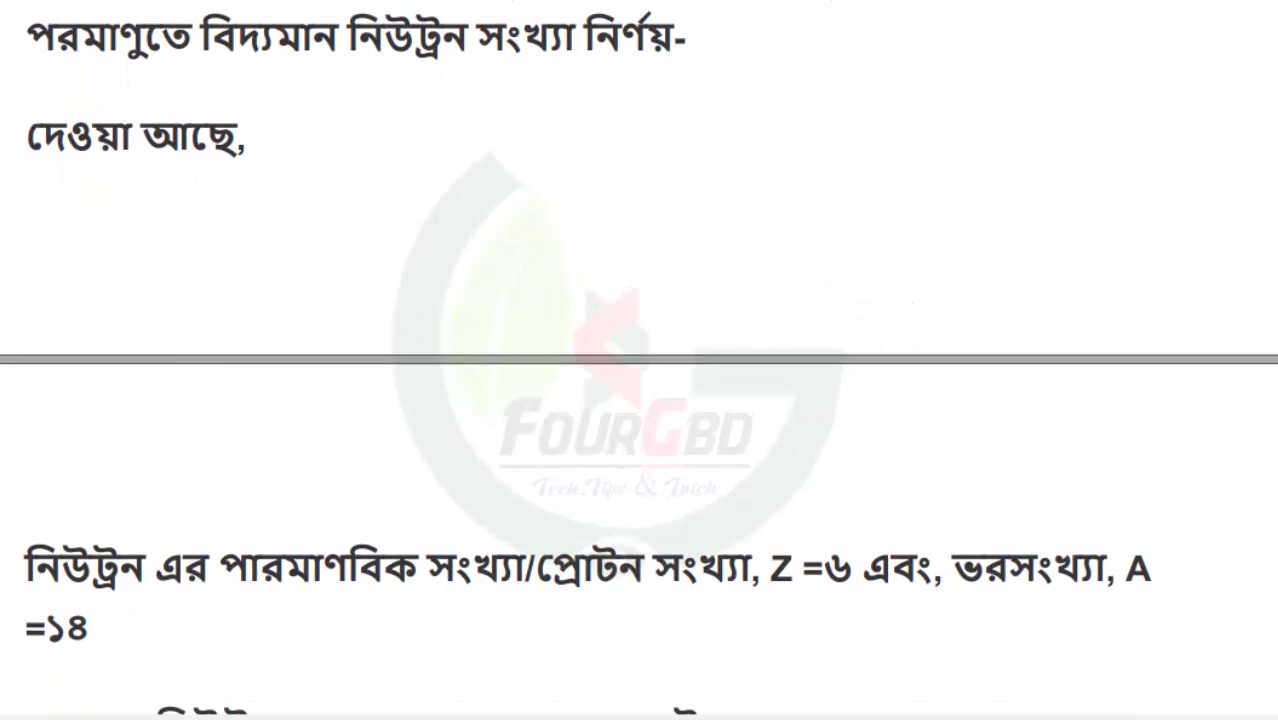 পরমাণুতে বিদ্যমান নিউট্রন সংখ্যা নির্ণয়-
দেওয়া আছে,
FOURGBD
Tech.Tips & Trick
নিউট্রন এর পারমাণবিক সংখ্যা/প্রোটন সংখ্যা, Z =৬ এবং, ভরসংখ্যা, A
=১৪